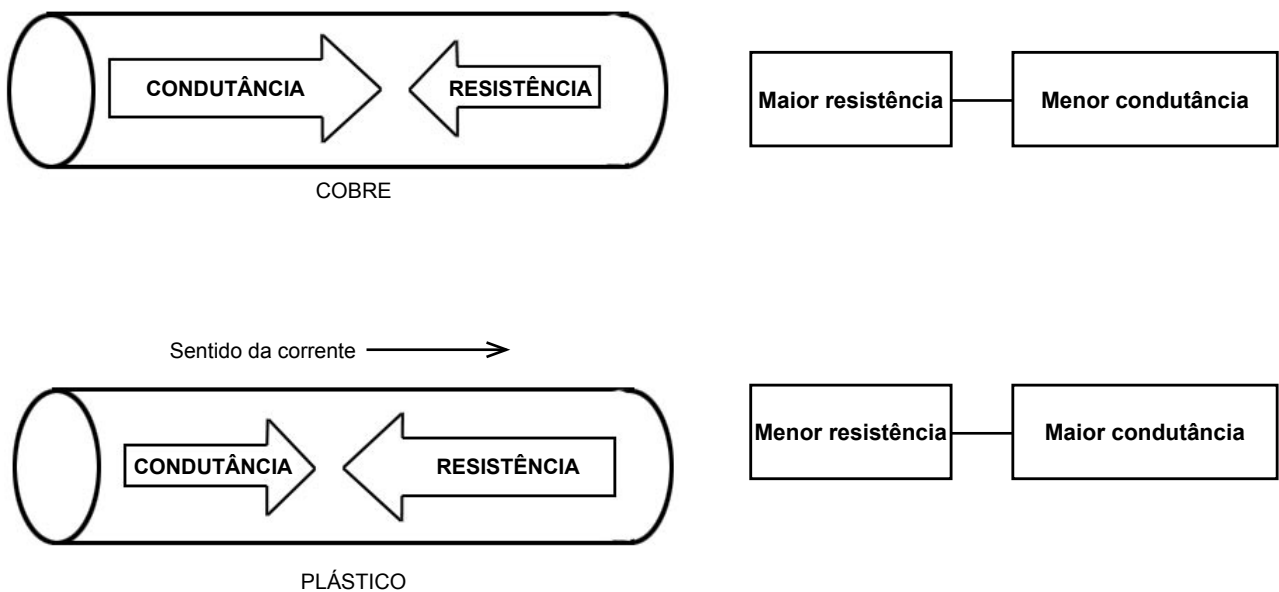 CONDUTÂNCIA
RESISTÊNCIA
Maior resistência
Menor condutância
COBRE
Sentido da corrente
Menor resistência
Maior condutância
CONDUTÂNCIA
RESISTÊNCIA
PLÁSTICO